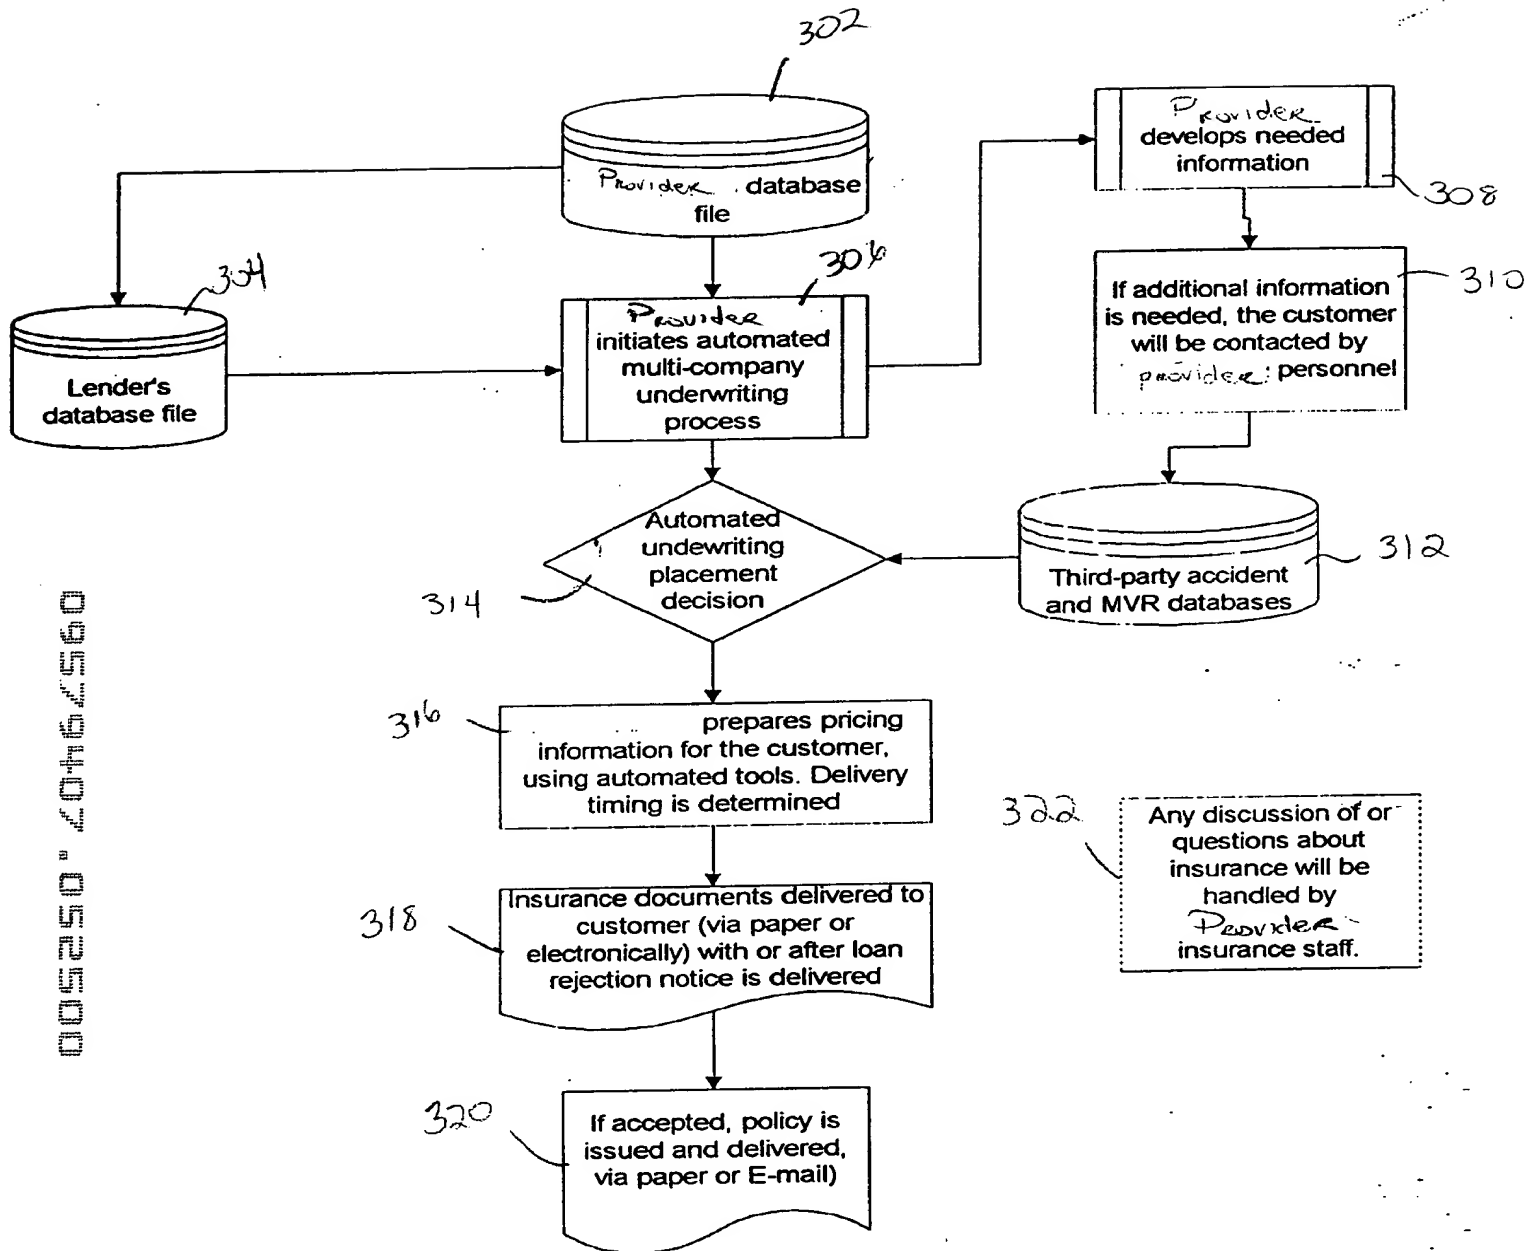 302
Provider database
file
Provider
develops needed
information
308
304
Lender's
database file
306
Provider
initiates automated
multi-company
underwriting
process
If additional information
is needed, the customer
will be contacted by
provider personnel
310
Automated
undewriting
placement
decision
314
Third-party accident
and MVR databases
312
316
prepares pricing
information for the customer,
using automated tools. Delivery
timing is determined
318
Insurance documents delivered to
customer (via paper or
electronically) with or after loan
rejection notice is delivered
322
Any discussion of or
questions about
insurance will be
handled by
Provider
insurance staff.
320
If accepted, policy is
issued and delivered,
via paper or E-mail)
09579407.052500